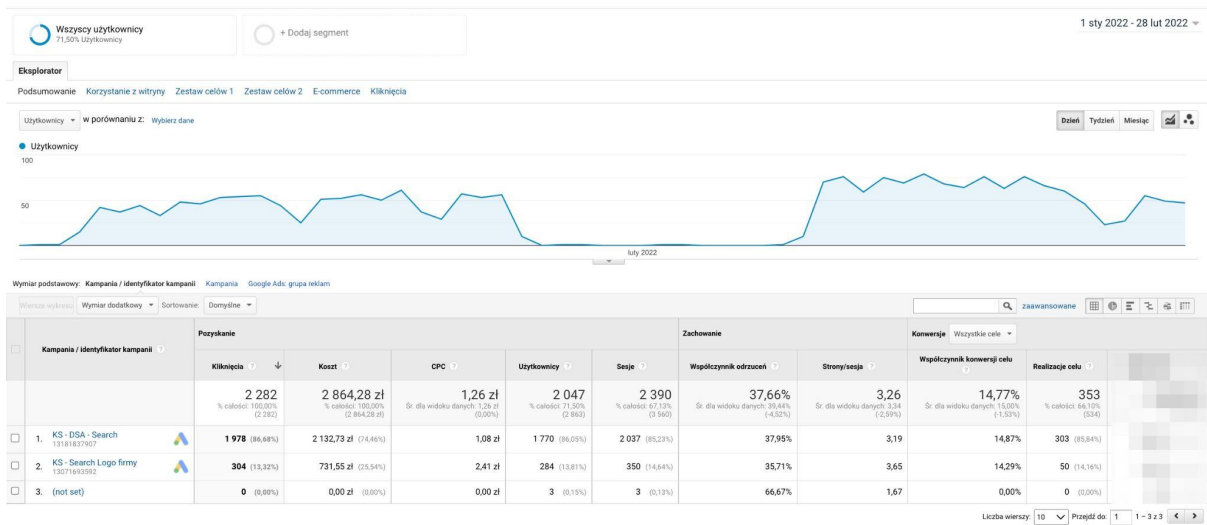 Wszyscy użytkownicy
71,50% Użytkownicy
+ Dodaj segment
1 sty 2022 - 28 lut 2022
Eksplorator
Podsumowanie Korzystanie z witryny Zestaw celów 1 Zestaw celów 2 E-commerce Kliknięcia
Użytkownicy w porównaniu z: Wybierz dane
Dzień Tydzień Miesiąc
Użytkownicy
100
50
luty 2022
Wymiar podstawowy: Kampania / identyfikator kampanii Kampania Google Ads: grupa reklam
Wiersze wykresu Wymiar dodatkowy Sortowanie: Domyślne
zaawansowane
Kampania / identyfikator kampanii ?
Pozyskanie Zachowanie Konwersje Wszystkie cele
Kliknięcia ? Koszt ? CPC ? Użytkownicy ? Sesje ? Współczynnik odrzuceń ? Strony/sesja ? Współczynnik konwersji celu ? Realizacje celu ?
2 282 2 864,28 zł 1,26 zł 2 047 2 390 37,66% 3,26 14,77% 353
% całości: 100,00% % całości: 100,00% Śr. dla widoku danych: 1,26 zł % całości: 71,50% % całości: 67,13% Śr. dla widoku danych: 39,44% Śr. dla widoku danych: 3,34 Śr. dla widoku danych: 15,00% % całości: 66,10%
(2 282) (2 864,28 zł) (0,00%) (2 863) (3 560) (-4,52%) (-2,59%) (-1,53%) (534)
1. KS - DSA - Search 1 978 (86,68%) 2 132,73 zł (74,46%) 1,08 zł 1 770 (86,05%) 2 037 (85,23%) 37,95% 3,19 14,87% 303 (85,84%)
13181837907
2. KS - Search Logo firmy 304 (13,32%) 731,55 zł (25,54%) 2,41 zł 284 (13,81%) 350 (14,64%) 35,71% 3,65 14,29% 50 (14,16%)
13071693592
3. (not set) 0 (0,00%) 0,00 zł (0,00%) 0,00 zł 3 (0,15%) 3 (0,13%) 66,67% 1,67 0,00% 0 (0,00%)
Liczba wierszy: 10 Przejdź do: 1 1 – 3 z 3